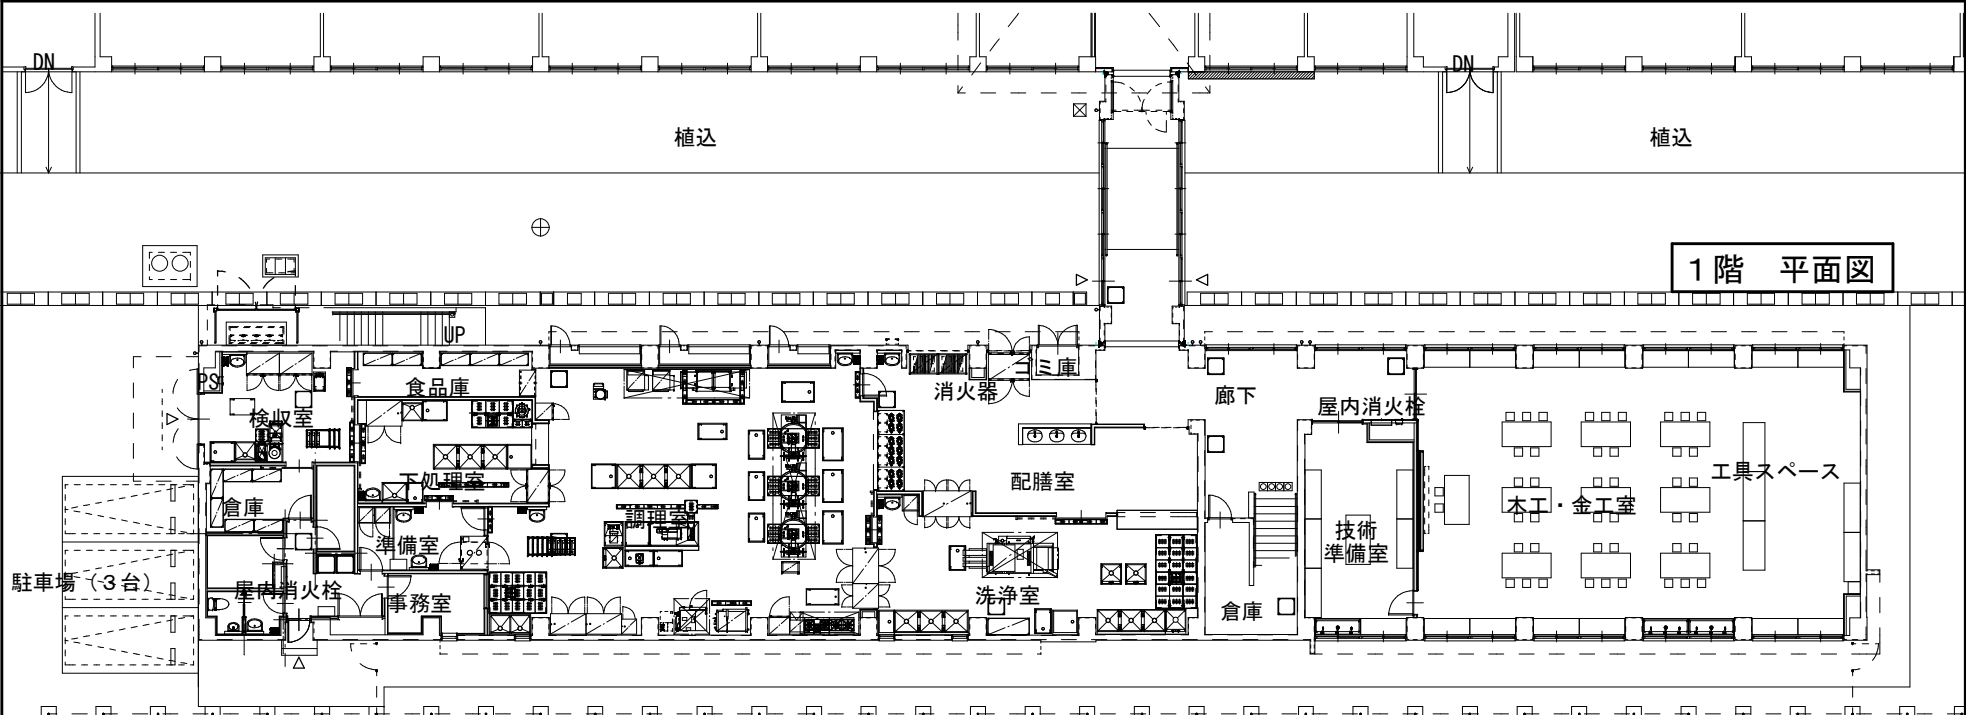 DN
DN
植込
植込
1階 平面図
UP
PS
食品庫
消火器
ミ庫
廊下
屋内消火栓
検収室
下処理室
配膳室
工具スペース
倉庫
調理室
木工・金工室
準備室
技術
準備室
駐車場（３台）
屋内消火栓
事務室
洗浄室
倉庫